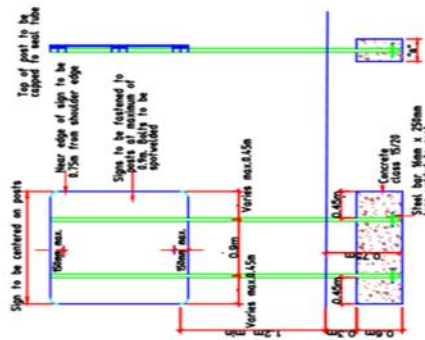 Top of post to be
capped to seal tube
Near edge of sign to be
0.75m from shoulder edge
Signs to be fastened to
posts at maximum of
0.9m. Bolts to be
spotwelded
Sign to be centered on posts
150mm max.
150mm max.
Varies max.0.45m
0.9m
Varies max.0.45m
0.45m
0.45m
"B"
Concrete
class 15/20
Steel bar 16mm x 250mm